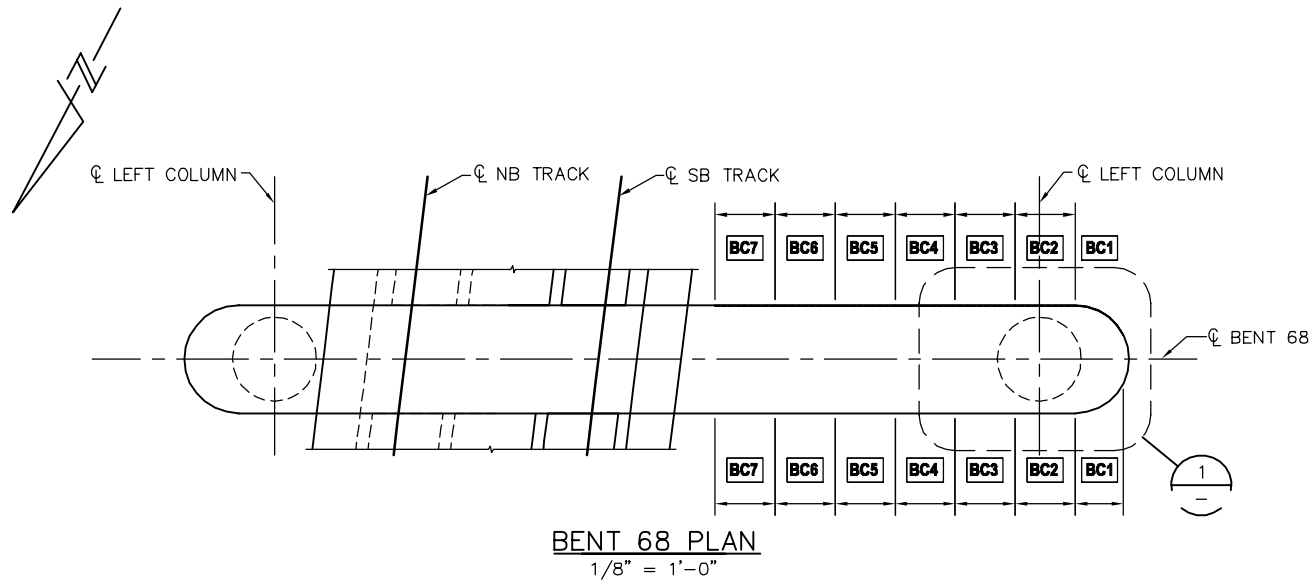 N
℄ LEFT COLUMN
℄ NB TRACK
℄ SB TRACK
℄ LEFT COLUMN
BC7 BC6 BC5 BC4 BC3 BC2 BC1
℄ BENT 68
BC7 BC6 BC5 BC4 BC3 BC2 BC1
1
–
BENT 68 PLAN
1/8" = 1'-0"